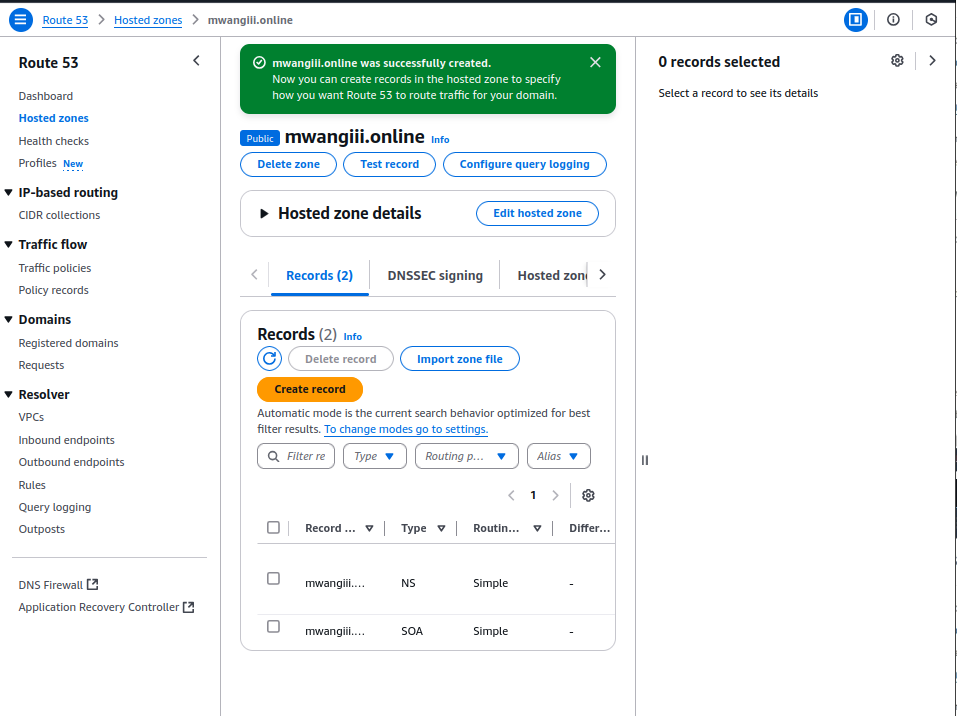 Route 53 > Hosted zones > mwangiii.online
Route 53
Dashboard
Hosted zones
Health checks
Profiles New
IP-based routing
CIDR collections
Traffic flow
Traffic policies
Policy records
Domains
Registered domains
Requests
Resolver
VPCs
Inbound endpoints
Outbound endpoints
Rules
Query logging
Outposts
DNS Firewall
Application Recovery Controller
mwangiii.online was successfully created.
Now you can create records in the hosted zone to specify
how you want Route 53 to route traffic for your domain.
Public mwangiii.online Info
Delete zone Test record Configure query logging
Hosted zone details Edit hosted zone
Records (2) DNSSEC signing Hosted zon
Records (2) Info
Delete record Import zone file
Create record
Automatic mode is the current search behavior optimized for best
filter results. To change modes go to settings.
Filter re Type Routing p... Alias
1
Record ... Type Routin... Differ...
mwangiii.... NS Simple -
mwangiii.... SOA Simple -
0 records selected
Select a record to see its details